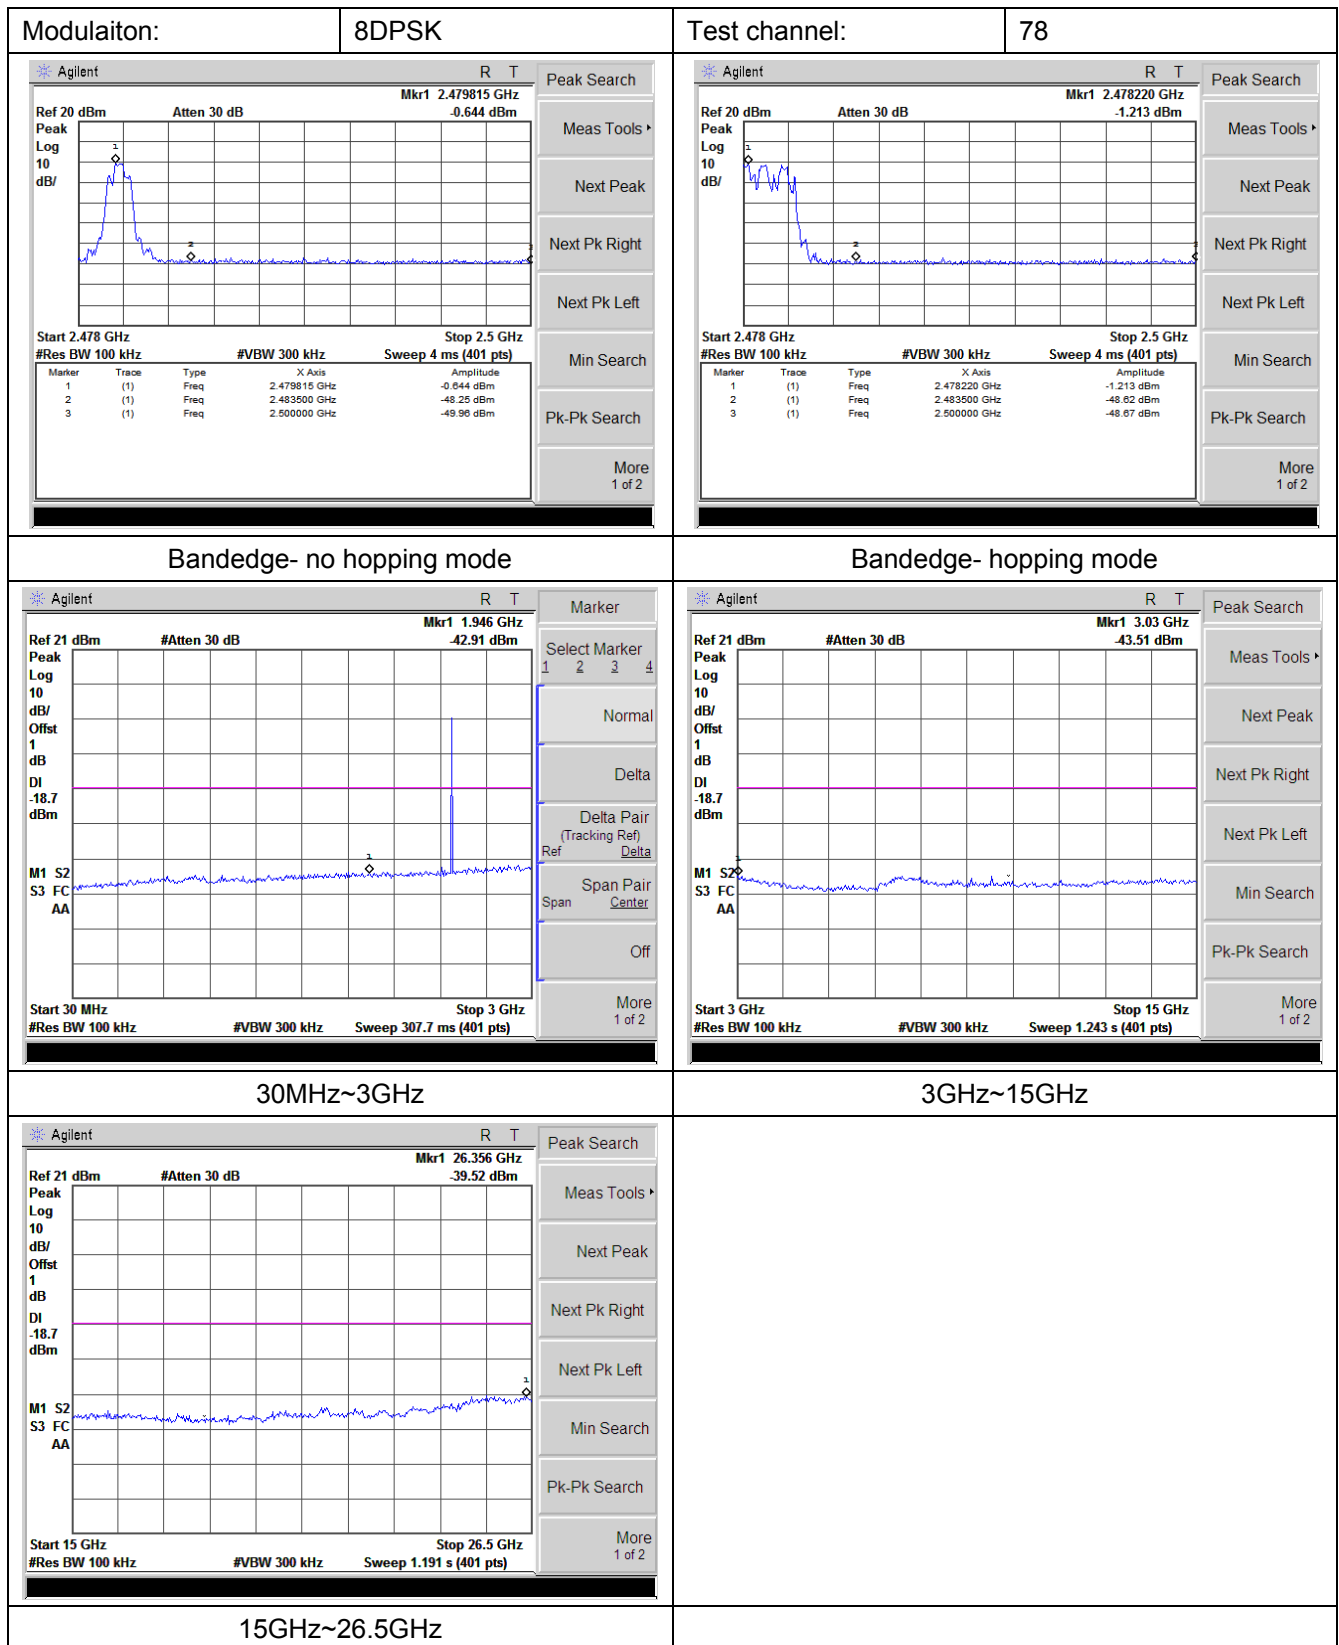 Modulaiton: 8DPSK Test channel: 78
Agilent R T Peak Search
Mkr1 2.479815 GHz
Ref 20 dBm Atten 30 dB -0.644 dBm
Peak
Log
10
dB/
1
2
Start 2.478 GHz Stop 2.5 GHz
#Res BW 100 kHz #VBW 300 kHz Sweep 4 ms (401 pts)
Marker Trace Type X Axis Amplitude
1 (1) Freq 2.479815 GHz -0.644 dBm
2 (1) Freq 2.483500 GHz -48.25 dBm
3 (1) Freq 2.500000 GHz -49.96 dBm
Meas Tools
Next Peak
Next Pk Right
Next Pk Left
Min Search
Pk-Pk Search
More
1 of 2
Agilent R T Peak Search
Mkr1 2.478220 GHz
Ref 20 dBm Atten 30 dB -1.213 dBm
Peak
Log
10
dB/
1
2
Start 2.478 GHz Stop 2.5 GHz
#Res BW 100 kHz #VBW 300 kHz Sweep 4 ms (401 pts)
Marker Trace Type X Axis Amplitude
1 (1) Freq 2.478220 GHz -1.213 dBm
2 (1) Freq 2.483500 GHz -48.62 dBm
3 (1) Freq 2.500000 GHz -48.67 dBm
Meas Tools
Next Peak
Next Pk Right
Next Pk Left
Min Search
Pk-Pk Search
More
1 of 2
Bandedge- no hopping mode Bandedge- hopping mode
Agilent R T Marker
Mkr1 1.946 GHz
Ref 21 dBm #Atten 30 dB -42.91 dBm
Peak
Log
10
dB/
Offst
1
dB
DI
-18.7
dBm
1
M1 S2
S3 FC
AA
Start 30 MHz Stop 3 GHz
#Res BW 100 kHz #VBW 300 kHz Sweep 307.7 ms (401 pts)
Select Marker
1 2 3 4
Normal
Delta
Delta Pair
(Tracking Ref)
Ref Delta
Span Pair
Span Center
Off
More
1 of 2
Agilent R T Peak Search
Mkr1 3.03 GHz
Ref 21 dBm #Atten 30 dB -43.51 dBm
Peak
Log
10
dB/
Offst
1
dB
DI
-18.7
dBm
1
M1 S2
S3 FC
AA
Start 3 GHz Stop 15 GHz
#Res BW 100 kHz #VBW 300 kHz Sweep 1.243 s (401 pts)
Meas Tools
Next Peak
Next Pk Right
Next Pk Left
Min Search
Pk-Pk Search
More
1 of 2
30MHz~3GHz 3GHz~15GHz
Agilent R T Peak Search
Mkr1 26.356 GHz
Ref 21 dBm #Atten 30 dB -39.52 dBm
Peak
Log
10
dB/
Offst
1
dB
DI
-18.7
dBm
1
M1 S2
S3 FC
AA
Start 15 GHz Stop 26.5 GHz
#Res BW 100 kHz #VBW 300 kHz Sweep 1.191 s (401 pts)
Meas Tools
Next Peak
Next Pk Right
Next Pk Left
Min Search
Pk-Pk Search
More
1 of 2
15GHz~26.5GHz